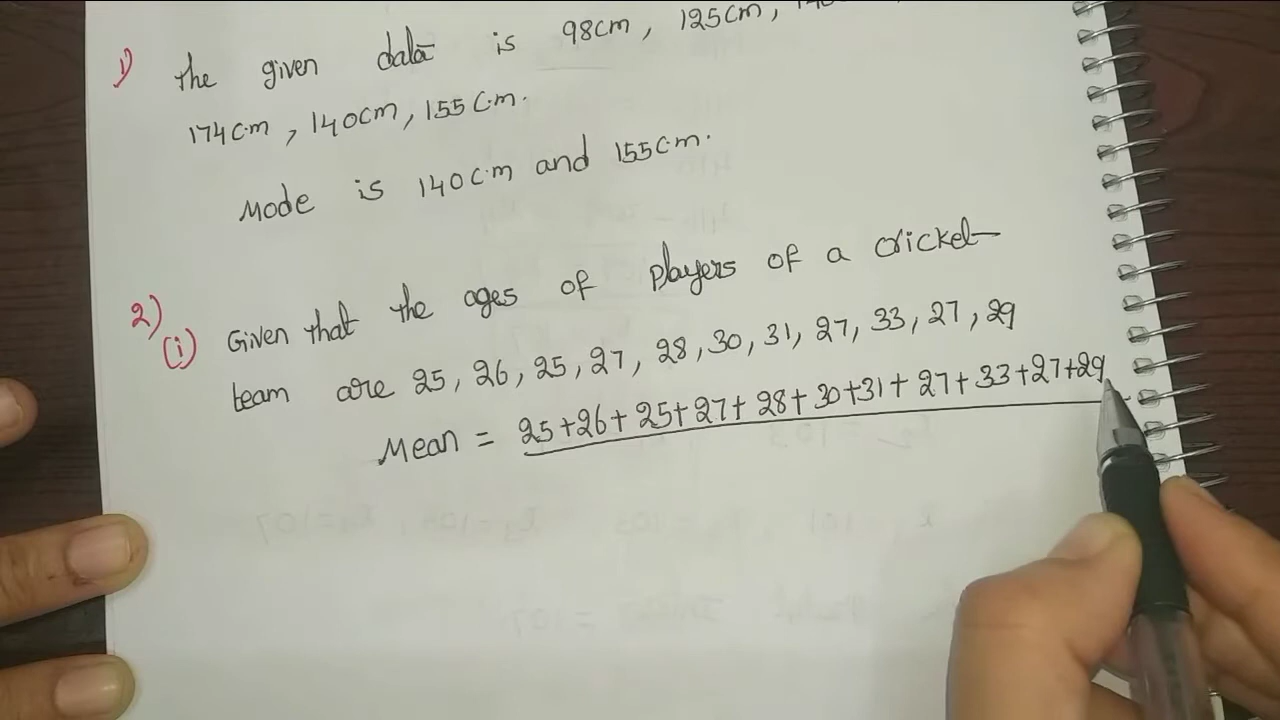 1) The given data is 98cm, 125cm,
174cm, 140cm, 155cm.
Mode is 140cm and 155cm.
2)
(i) Given that the ages of players of a cricket
team are 25, 26, 25, 27, 28, 30, 31, 27, 33, 27, 29
Mean = 25+26+25+27+28+30+31+27+33+27+29